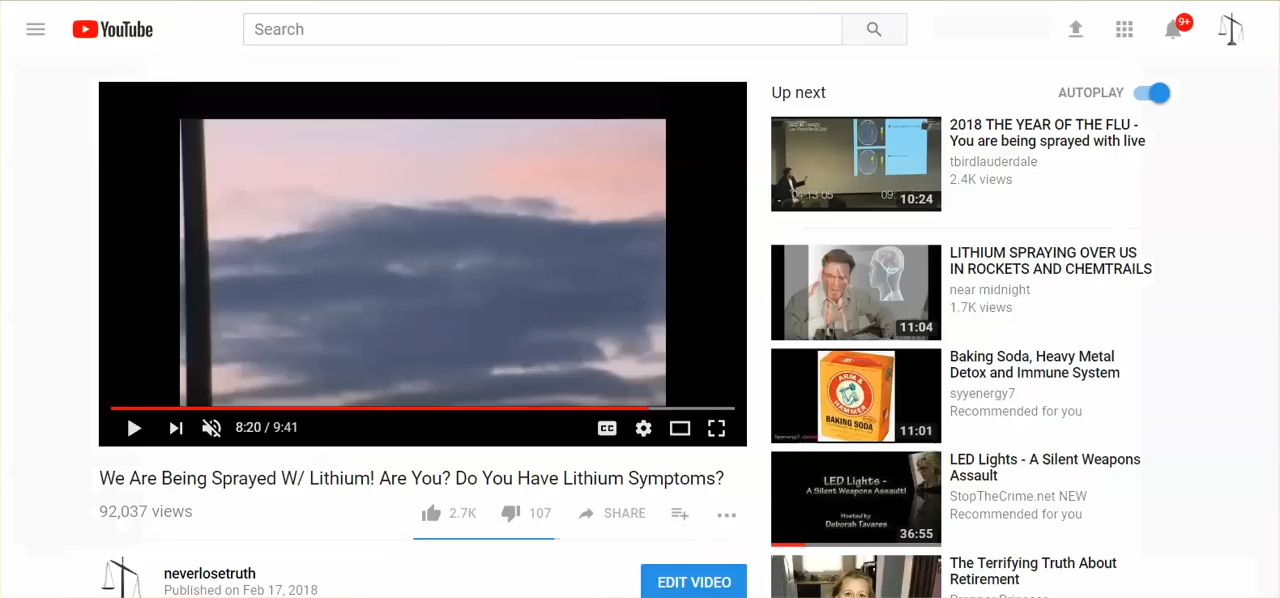 YouTube
Search
9+
Up next
AUTOPLAY
10:24
2018 THE YEAR OF THE FLU -
You are being sprayed with live
tbirdlauderdale
2.4K views
11:04
LITHIUM SPRAYING OVER US
IN ROCKETS AND CHEMTRAILS
near midnight
1.7K views
ARM &
HAMMER
BAKING SODA
11:01
Baking Soda, Heavy Metal
Detox and Immune System
syyenergy7
Recommended for you
LED Lights -
A Silent Weapons Assault!
Hosted by
Deborah Tavares
36:55
LED Lights - A Silent Weapons
Assault
StopTheCrime.net NEW
Recommended for you
The Terrifying Truth About
Retirement
8:20 / 9:41
CC
We Are Being Sprayed W/ Lithium! Are You? Do You Have Lithium Symptoms?
92,037 views
2.7K
107
SHARE
neverlosetruth
Published on Feb 17, 2018
EDIT VIDEO